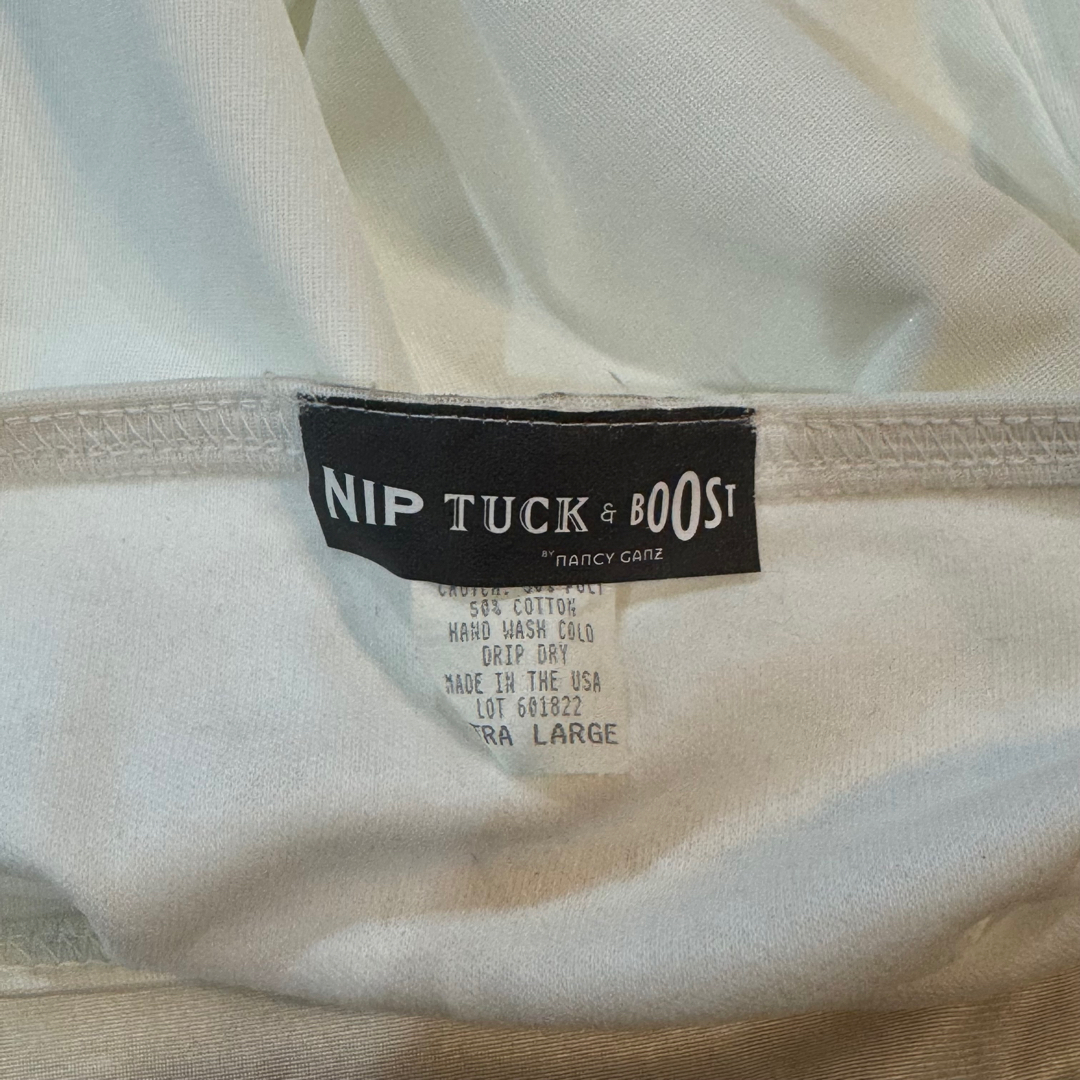 NIP TUCK & BOOST
BY NANCY GANZ
50% COTTON
HAND WASH COLD
DRIP DRY
MADE IN THE USA
LOT 601822
LARGE